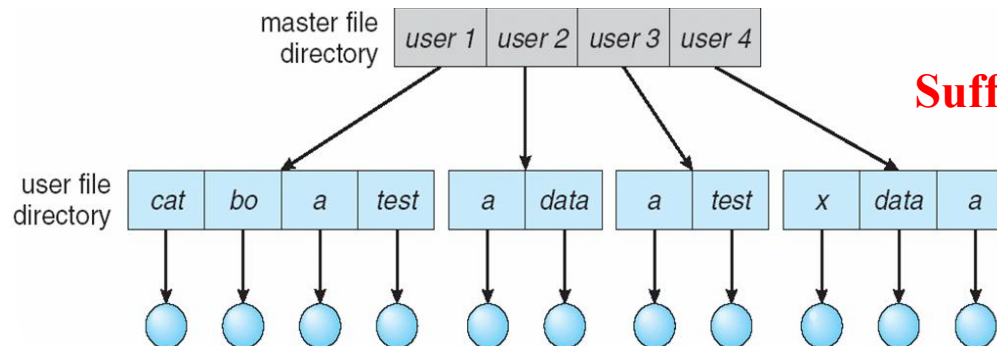 master file directory
user 1 user 2 user 3 user 4
Suff
user file directory
cat bo a test a data a test x data a